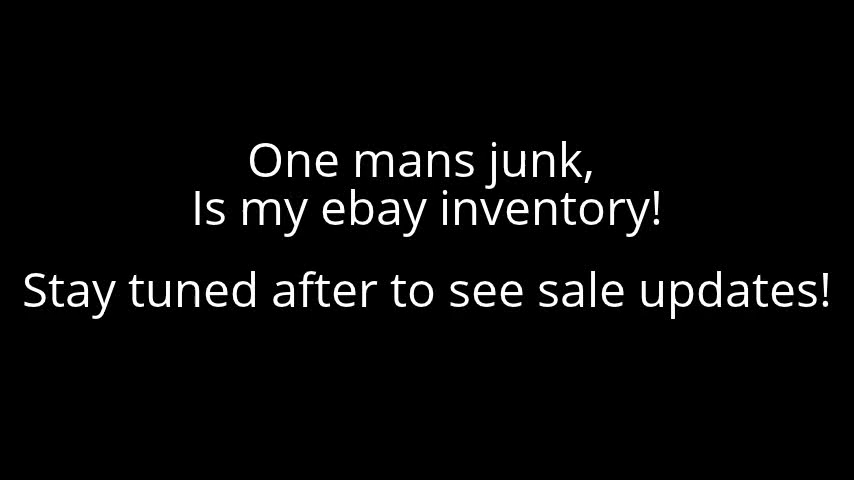 One mans junk,
Is my ebay inventory!
Stay tuned after to see sale updates!